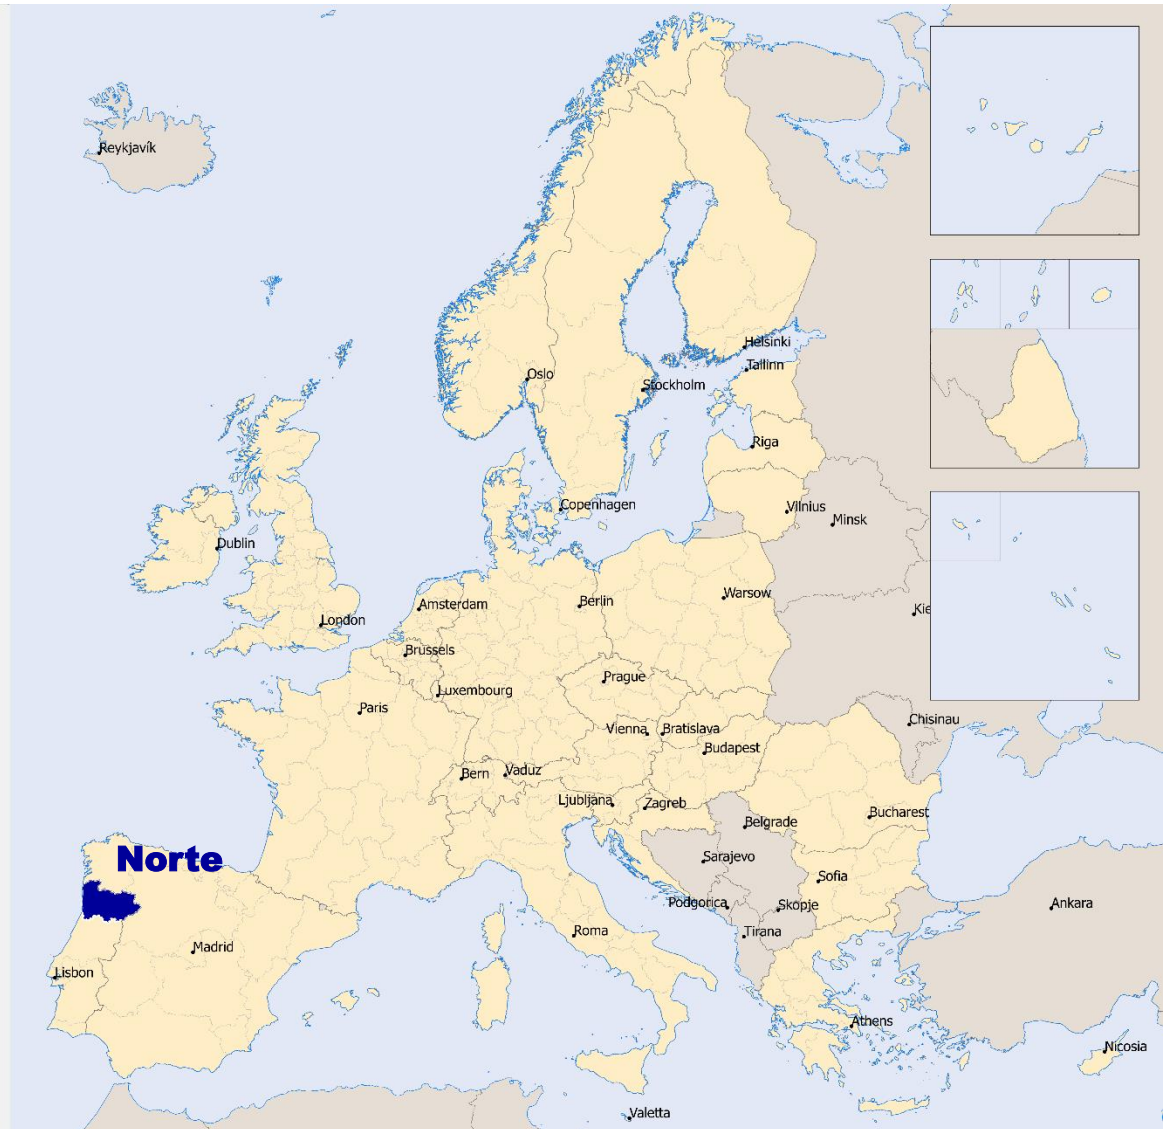 Reykjavík
Helsinki
Tallinn
Oslo
Stockholm
Riga
Copenhagen
Vilnius
Minsk
Dublin
Amsterdam
Berlin
Warsow
Kie
London
Brussels
Prague
Luxembourg
Paris
Chisinau
Vienna
Bratislava
Budapest
Bern
Vaduz
Ljubljana
Zagreb
Bucharest
Belgrade
Norte
Sarajevo
Sofia
Podgorica
Skopje
Ankara
Tirana
Roma
Madrid
Lisbon
Athens
Nicosia
Valetta